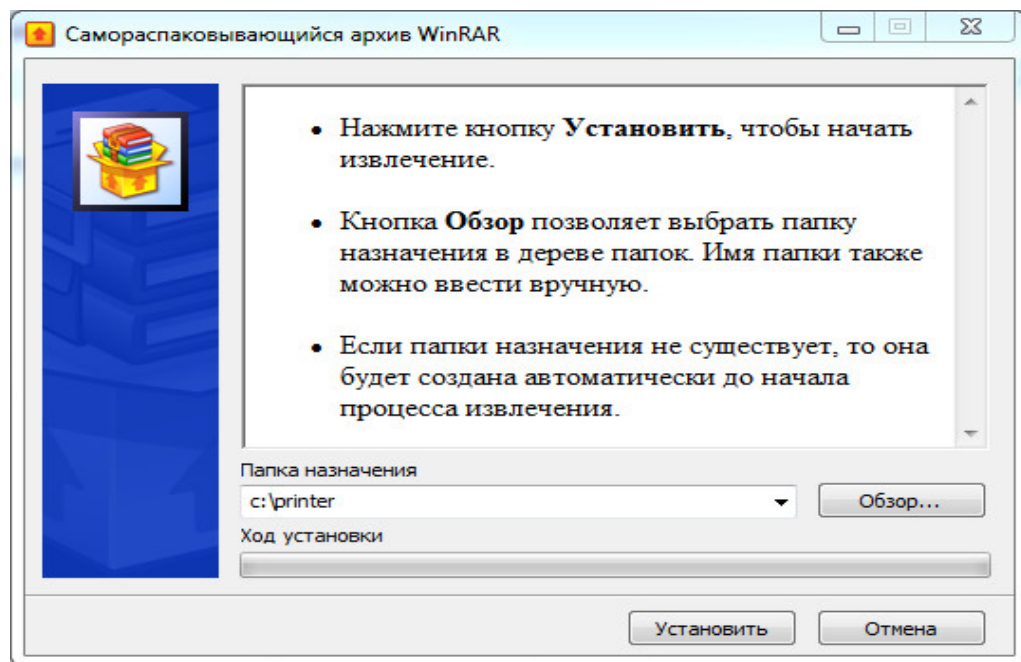 Самораспаковывающийся архив WinRAR
• Нажмите кнопку Установить, чтобы начать
извлечение.
• Кнопка Обзор позволяет выбрать папку
назначения в дереве папок. Имя папки также
можно ввести вручную.
• Если папки назначения не существует, то она
будет создана автоматически до начала
процесса извлечения.
Папка назначения
c:\printer
Обзор...
Ход установки
Установить
Отмена